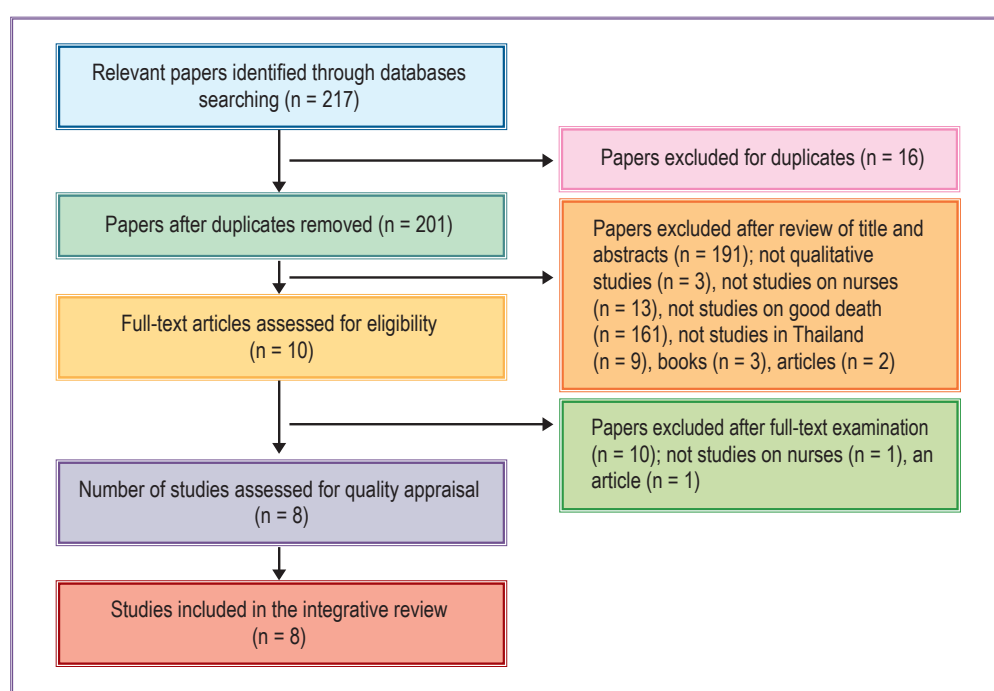 Relevant papers identified through databases
searching (n = 217)
Papers excluded for duplicates (n = 16)
Papers after duplicates removed (n = 201)
Papers excluded after review of title and
abstracts (n = 191); not qualitative
studies (n = 3), not studies on nurses
(n = 13), not studies on good death
(n = 161), not studies in Thailand
(n = 9), books (n = 3), articles (n = 2)
Full-text articles assessed for eligibility
(n = 10)
Papers excluded after full-text examination
(n = 10); not studies on nurses (n = 1), an
article (n = 1)
Number of studies assessed for quality appraisal
(n = 8)
Studies included in the integrative review
(n = 8)